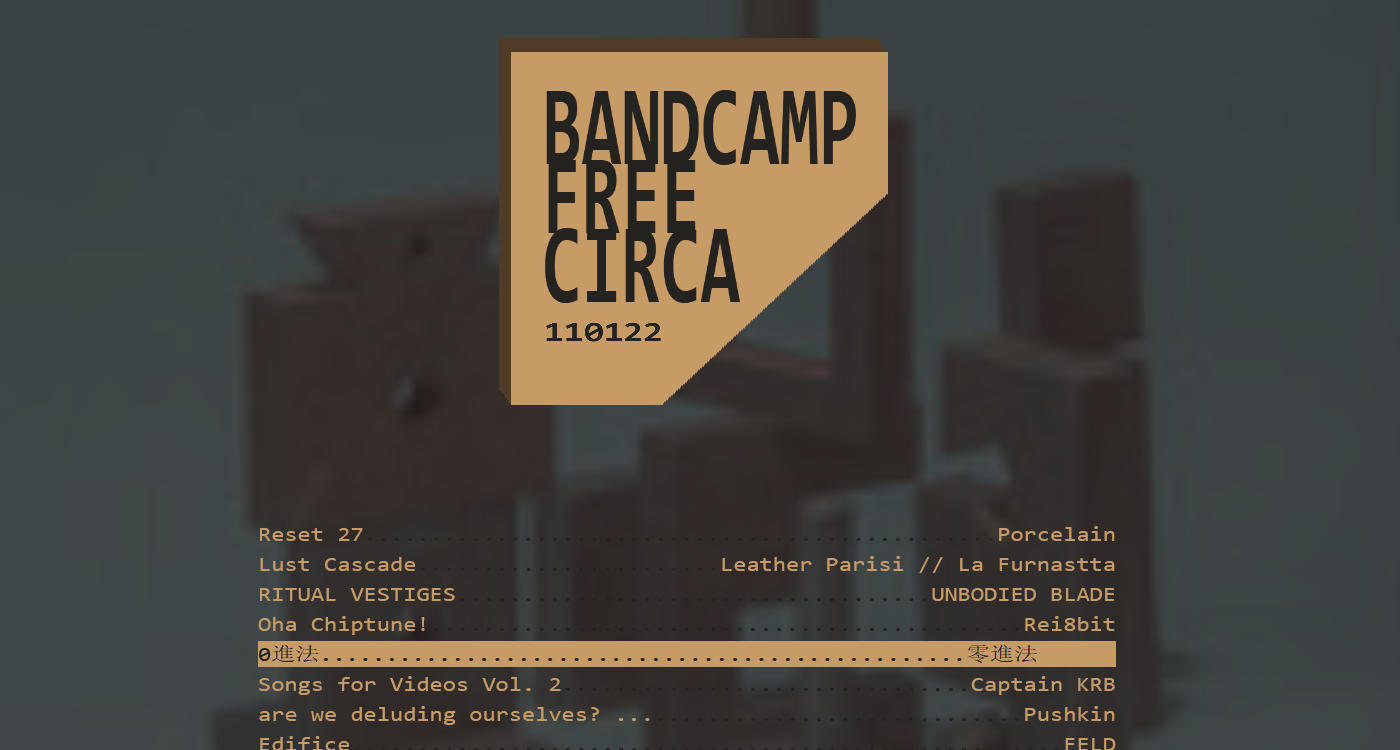 BANDCAMP
FREE
CIRCA
110122
Reset 27................................................Porcelain
Lust Cascade.......................Leather Parisi // La Furnastta
RITUAL VESTIGES....................................UNBODIED BLADE
Oha Chiptune!.............................................Rei8bit
0進法.................................................零進法
Songs for Videos Vol. 2...............................Captain KRB
are we deluding ourselves? ...............................Pushkin
Edifice......................................................FELD